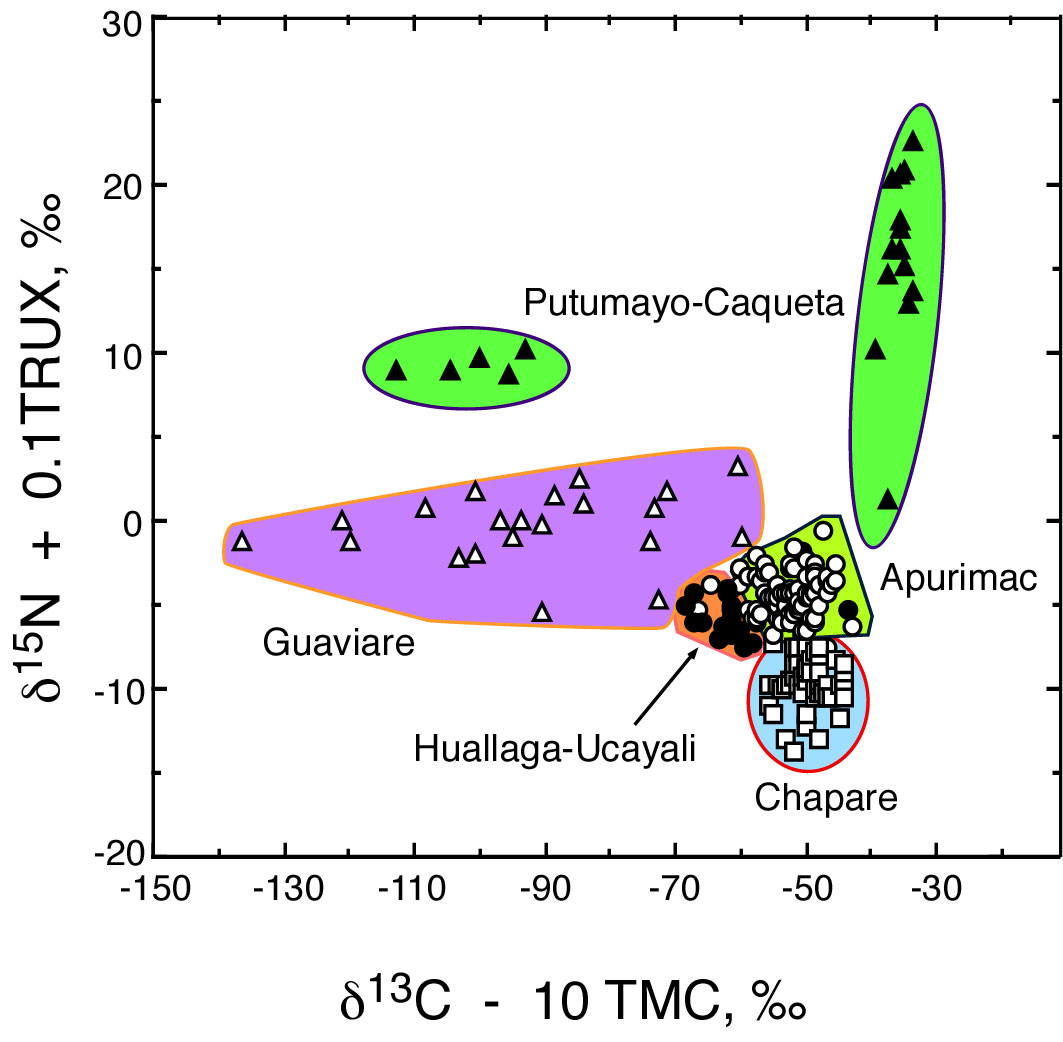 30
20
10
0
-10
-20
δ15N + 0.1TRUX, ‰
Putumayo-Caqueta
Apurimac
Guaviare
Huallaga-Ucayali
Chapare
-150 -130 -110 -90 -70 -50 -30
δ13C - 10 TMC, ‰